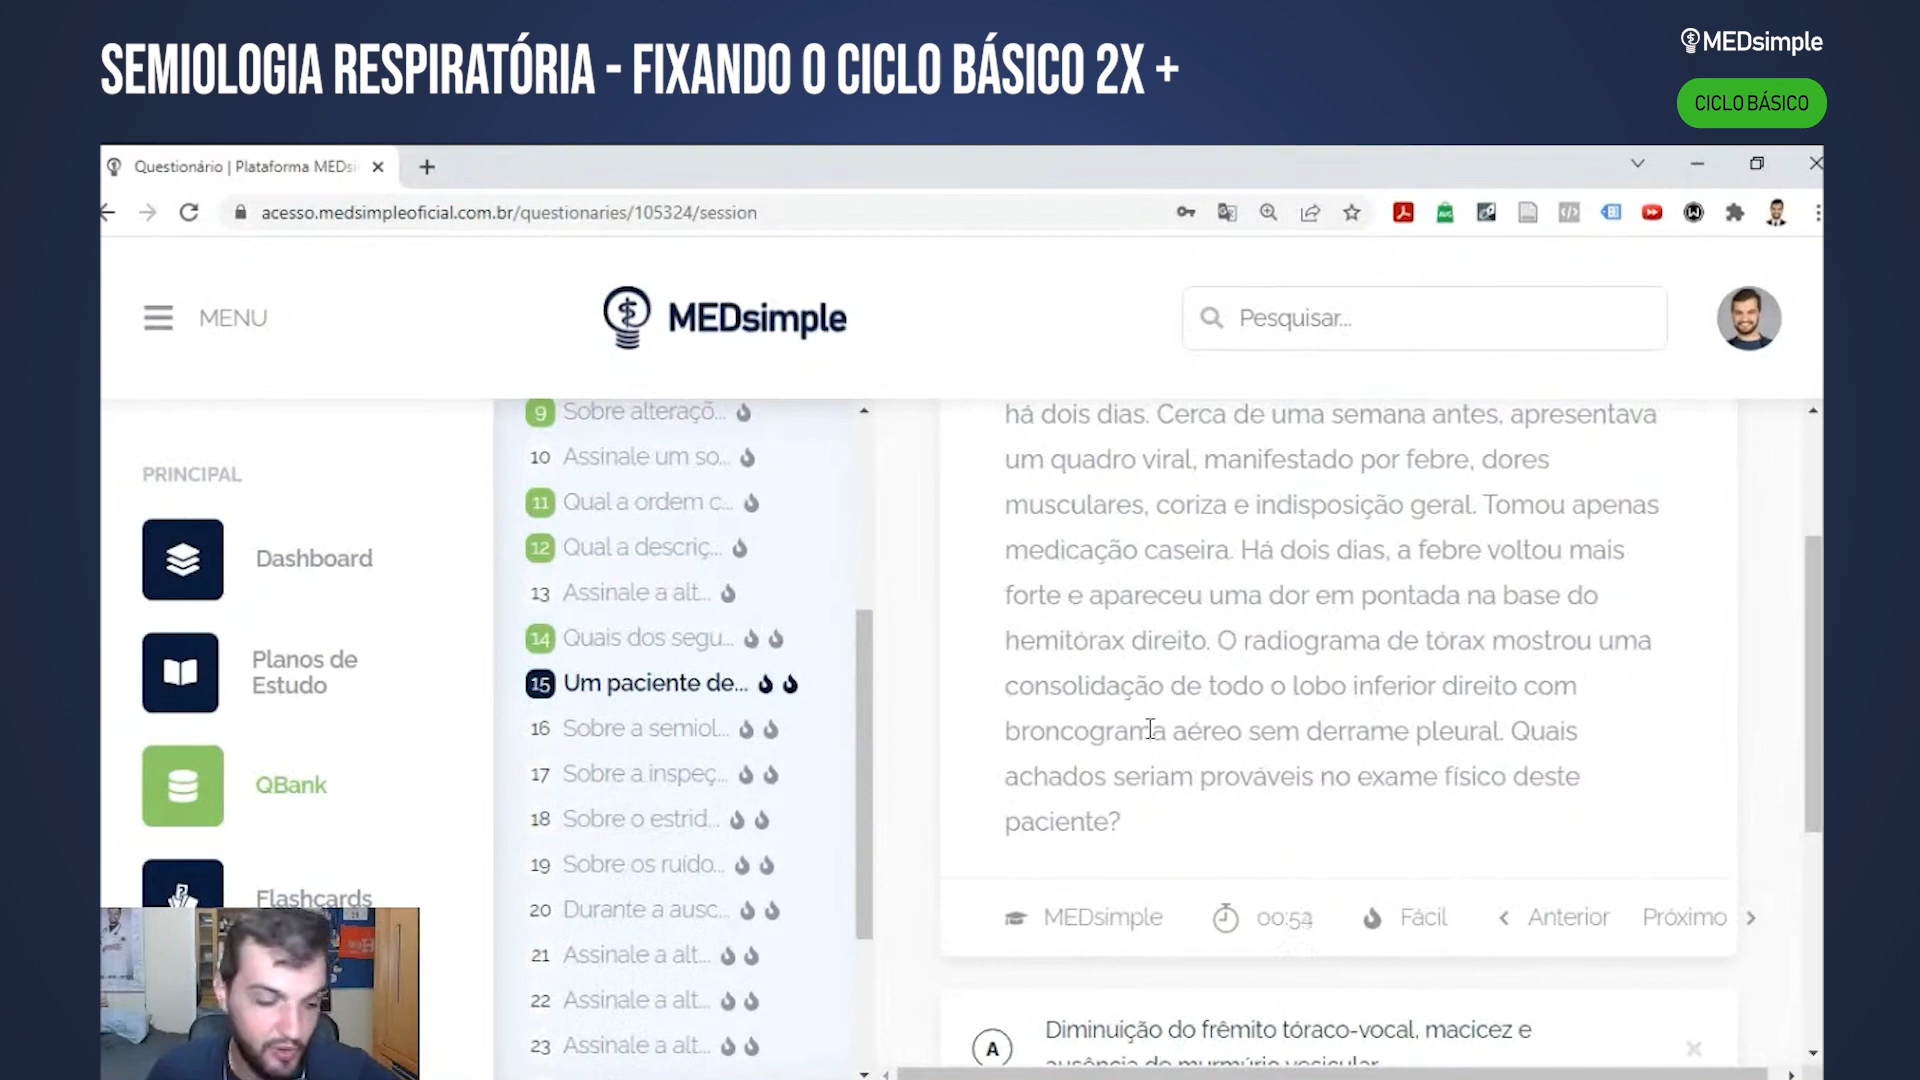 SEMIOLOGIA RESPIRATÓRIA - FIXANDO O CICLO BÁSICO 2X +
MEDsimple
CICLO BÁSICO
Questionário | Plataforma MEDsi
acesso.medsimpleoficial.com.br/questionaries/105324/session
MENU
MEDsimple
Pesquisar...
PRINCIPAL
Dashboard
Planos de
Estudo
QBank
Flashcards
9 Sobre alteraçõ...
10 Assinale um so...
11 Qual a ordem c...
12 Qual a descriç...
13 Assinale a alt...
14 Quais dos segu...
15 Um paciente de...
16 Sobre a semiol...
17 Sobre a inspeç...
18 Sobre o estrid...
19 Sobre os ruído...
20 Durante a ausc...
21 Assinale a alt...
22 Assinale a alt...
23 Assinale a alt...
há dois dias. Cerca de uma semana antes, apresentava
um quadro viral, manifestado por febre, dores
musculares, coriza e indisposição geral. Tomou apenas
medicação caseira. Há dois dias, a febre voltou mais
forte e apareceu uma dor em pontada na base do
hemitórax direito. O radiograma de tórax mostrou uma
consolidação de todo o lobo inferior direito com
broncograma aéreo sem derrame pleural. Quais
achados seriam prováveis no exame físico deste
paciente?
MEDsimple
Fácil
Anterior
Próximo
A
Diminuição do frêmito tóraco-vocal, macicez e
ausência de murmúrio vesicular